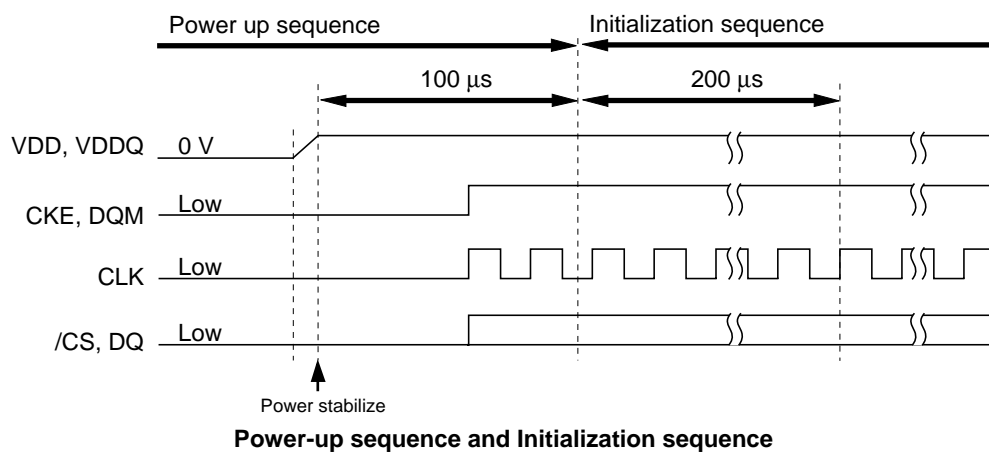 Power up sequence
Initialization sequence
100 μs
200 μs
VDD, VDDQ
0 V
CKE, DQM
Low
CLK
Low
/CS, DQ
Low
Power stabilize
Power-up sequence and Initialization sequence